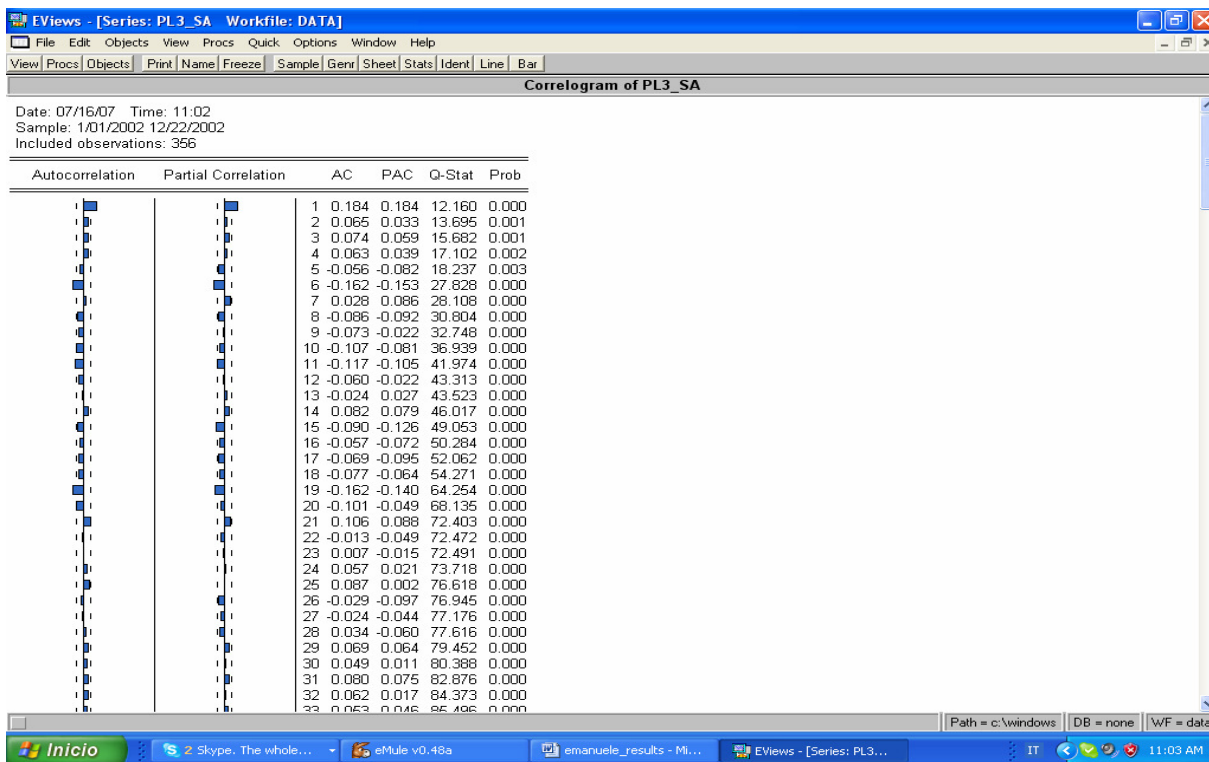 EViews - [Series: PL3_SA Workfile: DATA]
File Edit Objects View Procs Quick Options Window Help
View Procs Objects Print Name Freeze Sample Genr Sheet Stats Ident Line Bar
Correlogram of PL3_SA
Date: 07/16/07 Time: 11:02
Sample: 1/01/2002 12/22/2002
Included observations: 356
Autocorrelation Partial Correlation AC PAC Q-Stat Prob
1 0.184 0.184 12.160 0.000
2 0.065 0.033 13.695 0.001
3 0.074 0.059 15.682 0.001
4 0.063 0.039 17.102 0.002
5 -0.056 -0.082 18.237 0.003
6 -0.162 -0.153 27.828 0.000
7 0.028 0.086 28.108 0.000
8 -0.086 -0.092 30.804 0.000
9 -0.073 -0.022 32.748 0.000
10 -0.107 -0.081 36.939 0.000
11 -0.117 -0.105 41.974 0.000
12 -0.060 -0.022 43.313 0.000
13 -0.024 0.027 43.523 0.000
14 0.082 0.079 46.017 0.000
15 -0.090 -0.126 49.053 0.000
16 -0.057 -0.072 50.284 0.000
17 -0.069 -0.095 52.062 0.000
18 -0.077 -0.064 54.271 0.000
19 -0.162 -0.140 64.254 0.000
20 -0.101 -0.049 68.135 0.000
21 0.106 0.088 72.403 0.000
22 -0.013 -0.049 72.472 0.000
23 0.007 -0.015 72.491 0.000
24 0.057 0.021 73.718 0.000
25 0.087 0.002 76.618 0.000
26 -0.029 -0.097 76.945 0.000
27 -0.024 -0.044 77.176 0.000
28 0.034 -0.060 77.616 0.000
29 0.069 0.064 79.452 0.000
30 0.049 0.011 80.388 0.000
31 0.080 0.075 82.876 0.000
32 0.062 0.017 84.373 0.000
33 0.053 0.046 85.496 0.000
Path = c:\windows DB = none WF = data
Inicio 2 Skype. The whole... eMule v0.48a emanuele_results - Mi... EViews - [Series: PL3... IT 11:03 AM